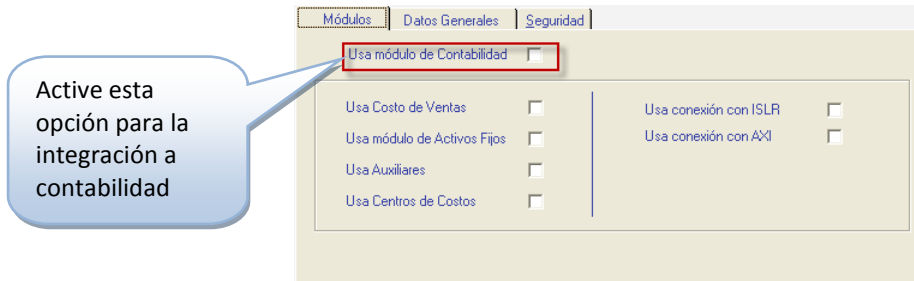 Módulos Datos Generales Seguridad
Usa módulo de Contabilidad
Active esta
opción para la
integración a
contabilidad
Usa Costo de Ventas
Usa módulo de Activos Fijos
Usa Auxiliares
Usa Centros de Costos
Usa conexión con ISLR
Usa conexión con AXI